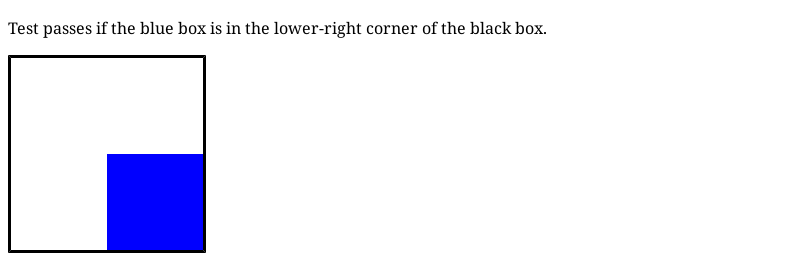 Test passes if the blue box is in the lower-right corner of the black box.